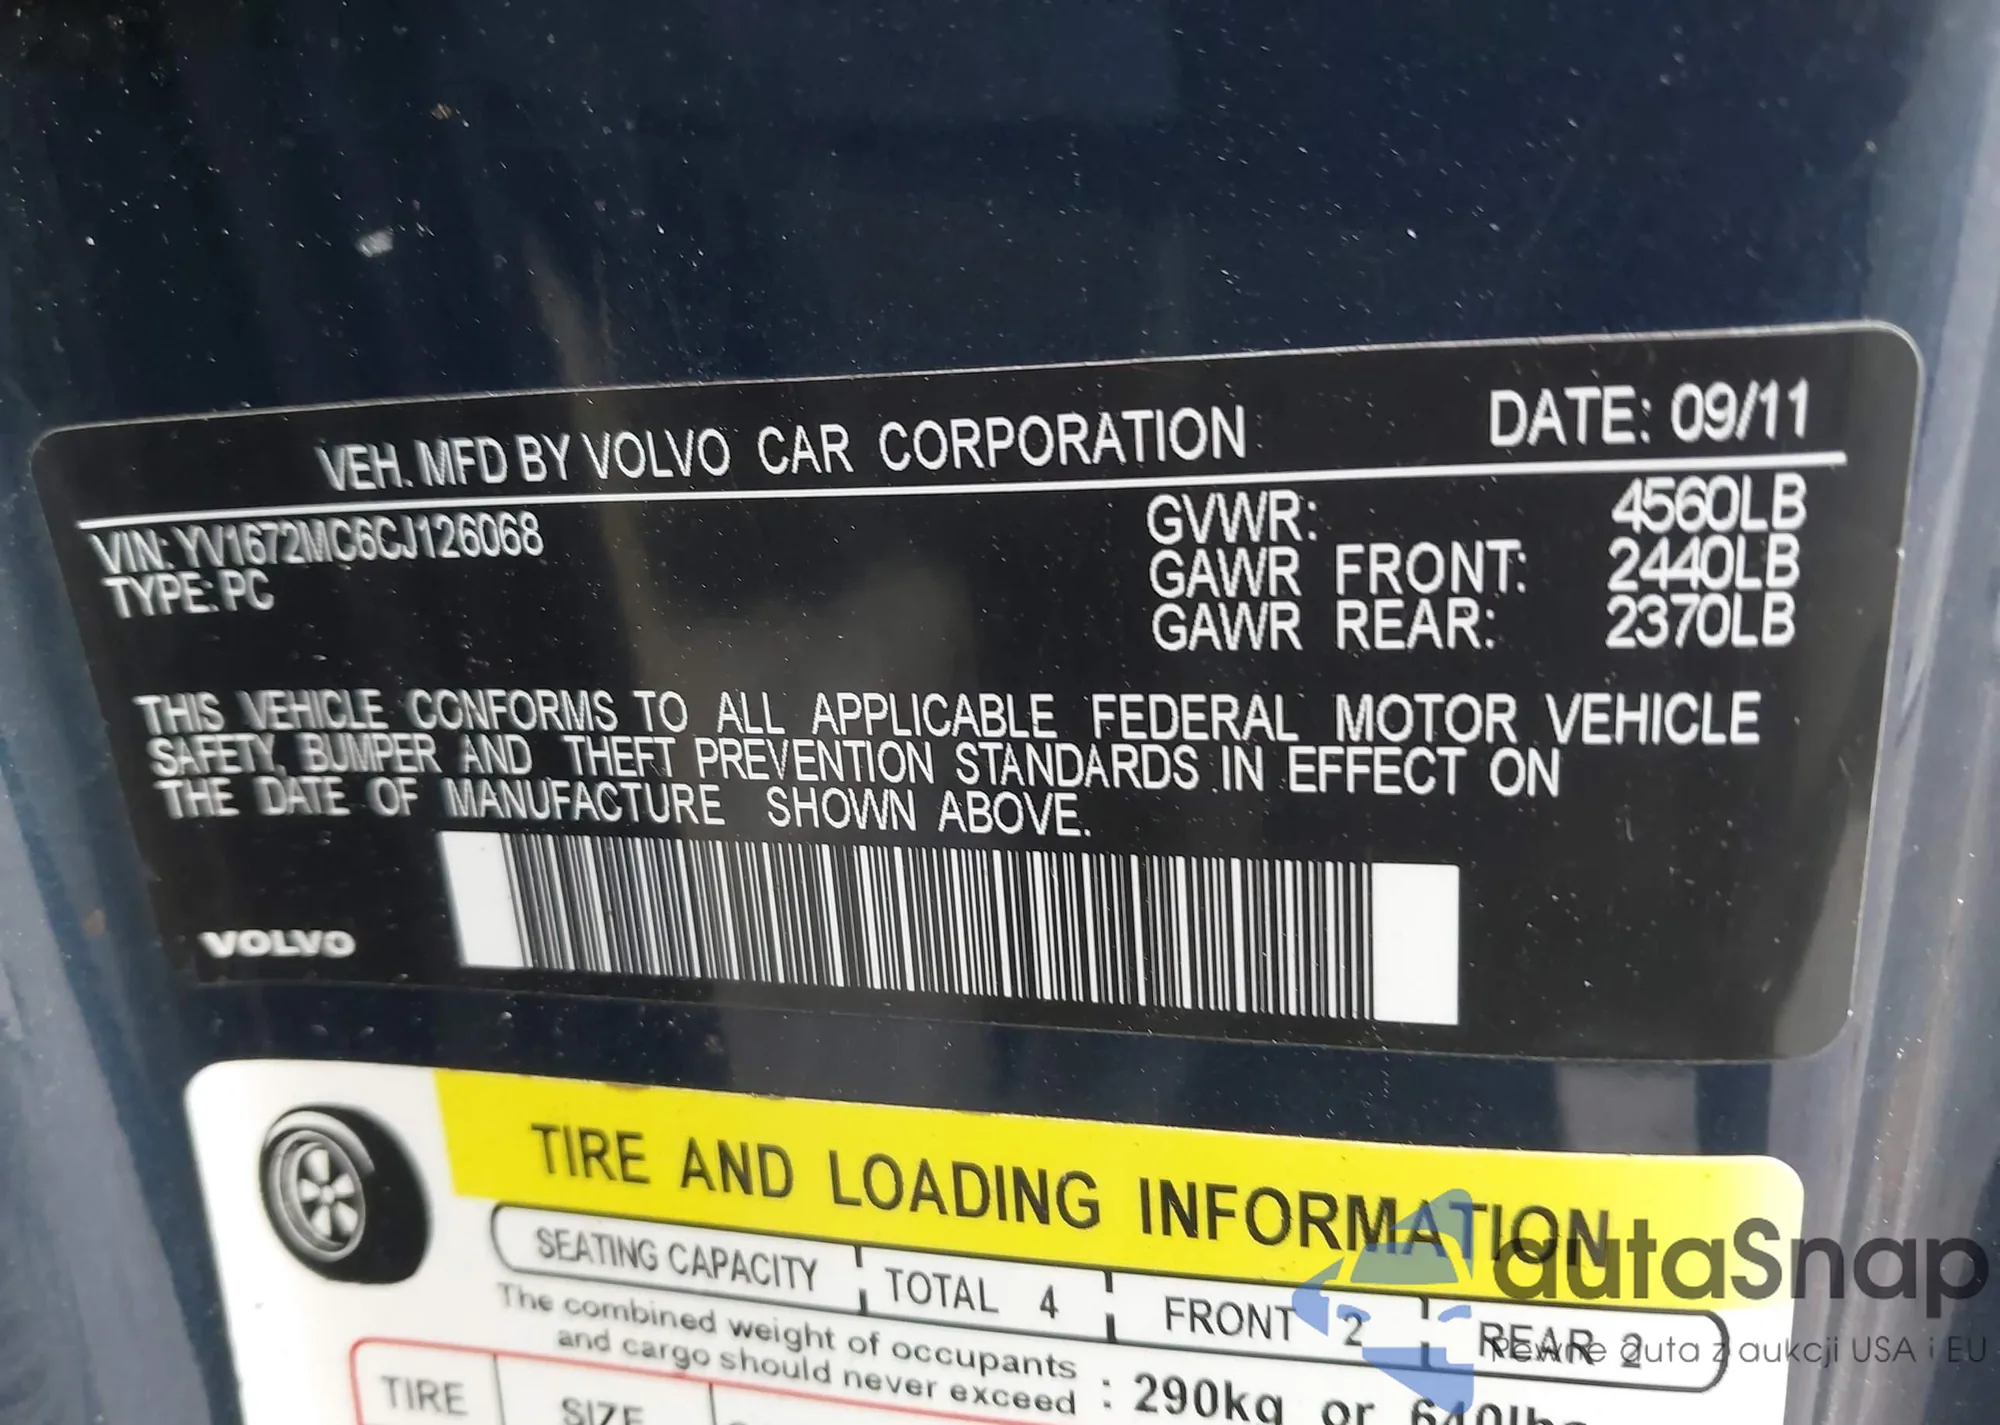 VEH. MFD BY VOLVO CAR CORPORATION DATE: 09/11
VIN: YV1672MC6CJ126068 GVWR: 4560LB
TYPE: PC GAWR FRONT: 2440LB
GAWR REAR: 2370LB
THIS VEHICLE CONFORMS TO ALL APPLICABLE FEDERAL MOTOR VEHICLE
SAFETY, BUMPER AND THEFT PREVENTION STANDARDS IN EFFECT ON
THE DATE OF MANUFACTURE SHOWN ABOVE.
VOLVO
TIRE AND LOADING INFORMATION
SEATING CAPACITY TOTAL 4 FRONT 2 REAR 2
The combined weight of occupants
and cargo should never exceed : 290kg or 640lbs
TIRE SIZE
autaSnap
Pewne auta z aukcji USA i EU